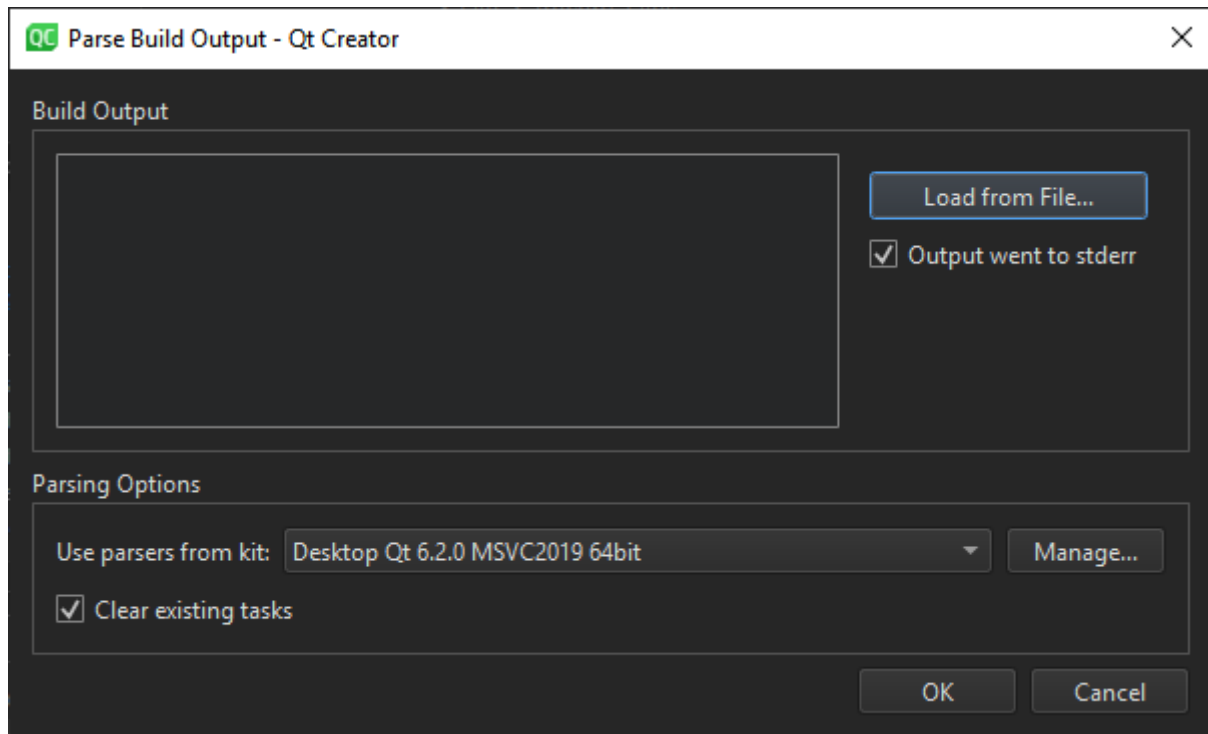 QC Parse Build Output - Qt Creator
Build Output
Load from File...
Output went to stderr
Parsing Options
Use parsers from kit: Desktop Qt 6.2.0 MSVC2019 64bit Manage...
Clear existing tasks
OK Cancel